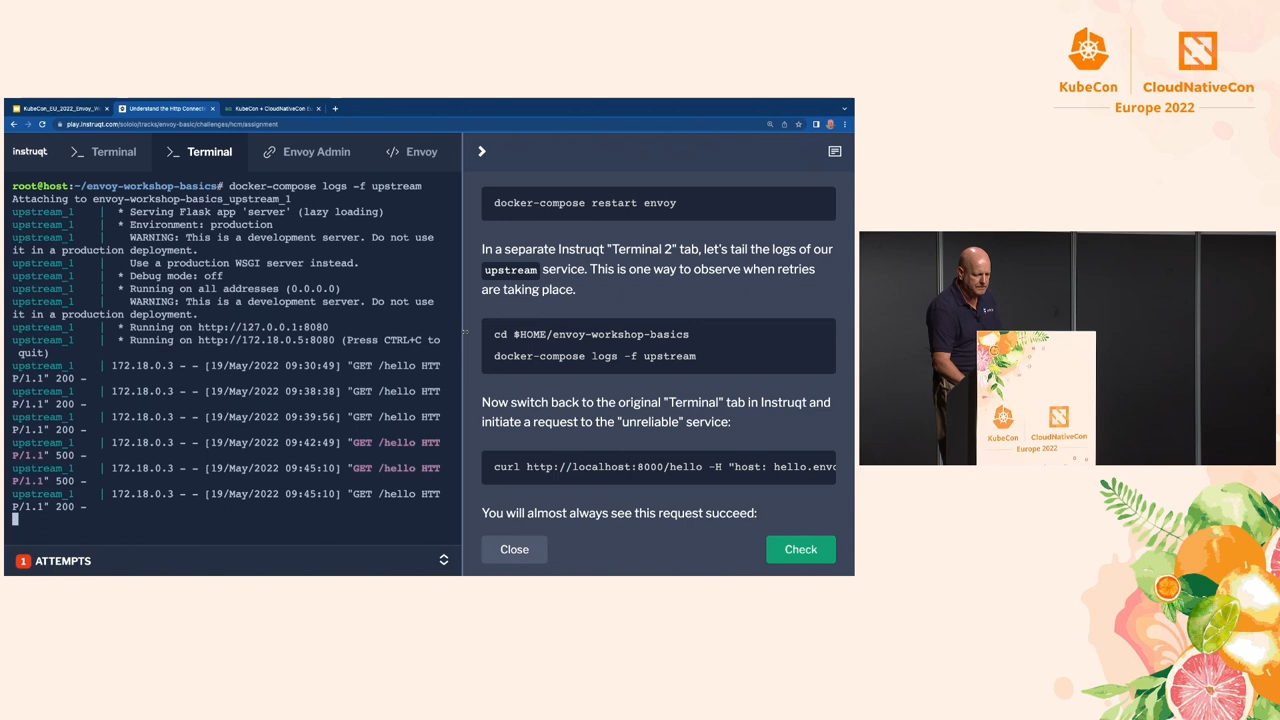 KubeCon
CloudNativeCon
Europe 2022
KubeCon_EU_2022_Envoy_W
Understand the Http Connecti
KubeCon + CloudNativeCon
play.instruqt.com/soloio/tracks/envoy-basic/challenges/hcm/assignment
instruqt
Terminal
Terminal
Envoy Admin
Envoy
root@host:~/envoy-workshop-basics# docker-compose logs -f upstream
Attaching to envoy-workshop-basics_upstream_1
upstream_1 | * Serving Flask app 'server' (lazy loading)
upstream_1 | * Environment: production
upstream_1 | WARNING: This is a development server. Do not use
it in a production deployment.
upstream_1 | Use a production WSGI server instead.
upstream_1 | * Debug mode: off
upstream_1 | * Running on all addresses (0.0.0.0)
upstream_1 | WARNING: This is a development server. Do not use
it in a production deployment.
upstream_1 | * Running on http://127.0.0.1:8080
upstream_1 | * Running on http://172.18.0.5:8080 (Press CTRL+C to
quit)
upstream_1 | 172.18.0.3 - - [19/May/2022 09:30:49] "GET /hello HTT
P/1.1" 200 -
upstream_1 | 172.18.0.3 - - [19/May/2022 09:38:38] "GET /hello HTT
P/1.1" 200 -
upstream_1 | 172.18.0.3 - - [19/May/2022 09:39:56] "GET /hello HTT
P/1.1" 200 -
upstream_1 | 172.18.0.3 - - [19/May/2022 09:42:49] "GET /hello HTT
P/1.1" 500 -
upstream_1 | 172.18.0.3 - - [19/May/2022 09:45:10] "GET /hello HTT
P/1.1" 500 -
upstream_1 | 172.18.0.3 - - [19/May/2022 09:45:10] "GET /hello HTT
P/1.1" 200 -
1 ATTEMPTS
docker-compose restart envoy
In a separate Instruqt "Terminal 2" tab, let's tail the logs of our
upstream service. This is one way to observe when retries
are taking place.
cd $HOME/envoy-workshop-basics
docker-compose logs -f upstream
Now switch back to the original "Terminal" tab in Instruqt and
initiate a request to the "unreliable" service:
curl http://localhost:8000/hello -H "host: hello.envo
You will almost always see this request succeed:
Close
Check
KubeCon
CloudNativeCon
Europe 2022